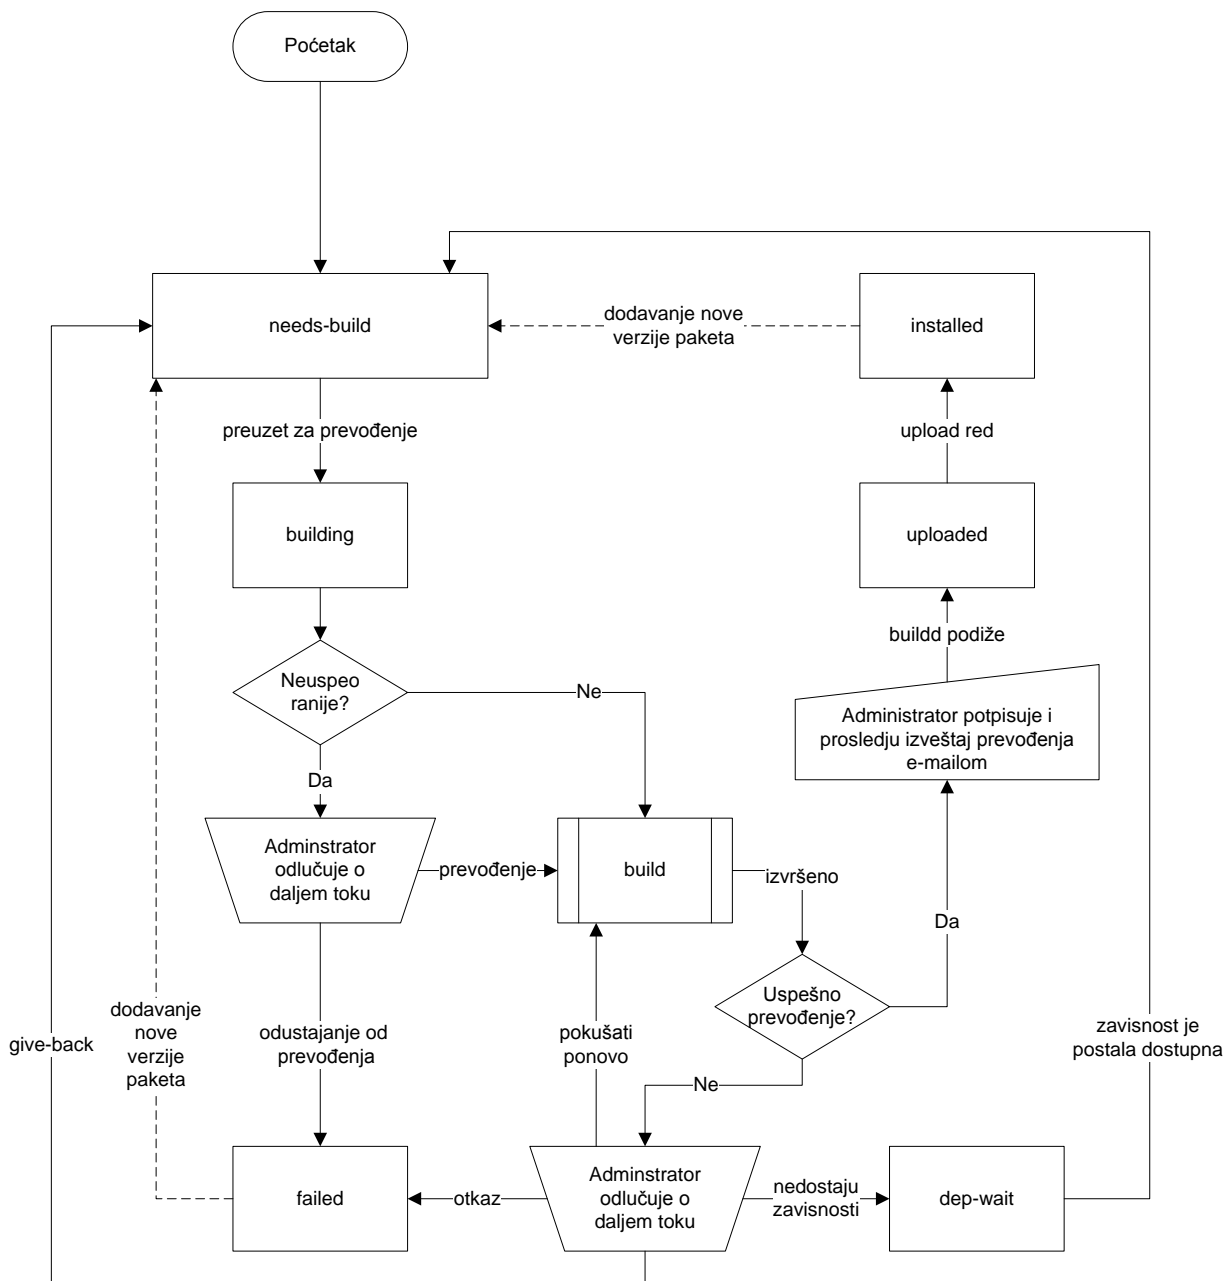 Poćetak
needs-build
dodavanje nove
verzije paketa
installed
preuzet za prevođenje
upload red
building
uploaded
buildd podiže
Neuspeo
ranije?
Ne
Administrator potpisuje i
prosledju izveštaj prevođenja
e-mailom
Da
Adminstrator
odlučuje o
daljem toku
prevođenje
build
izvršeno
Da
Uspešno
prevođenje?
dodavanje
nove
verzije
paketa
give-back
odustajanje od
prevođenja
pokušati
ponovo
zavisnost je
postala dostupna
Ne
failed
otkaz
Adminstrator
odlučuje o
daljem toku
nedostaju
zavisnosti
dep-wait